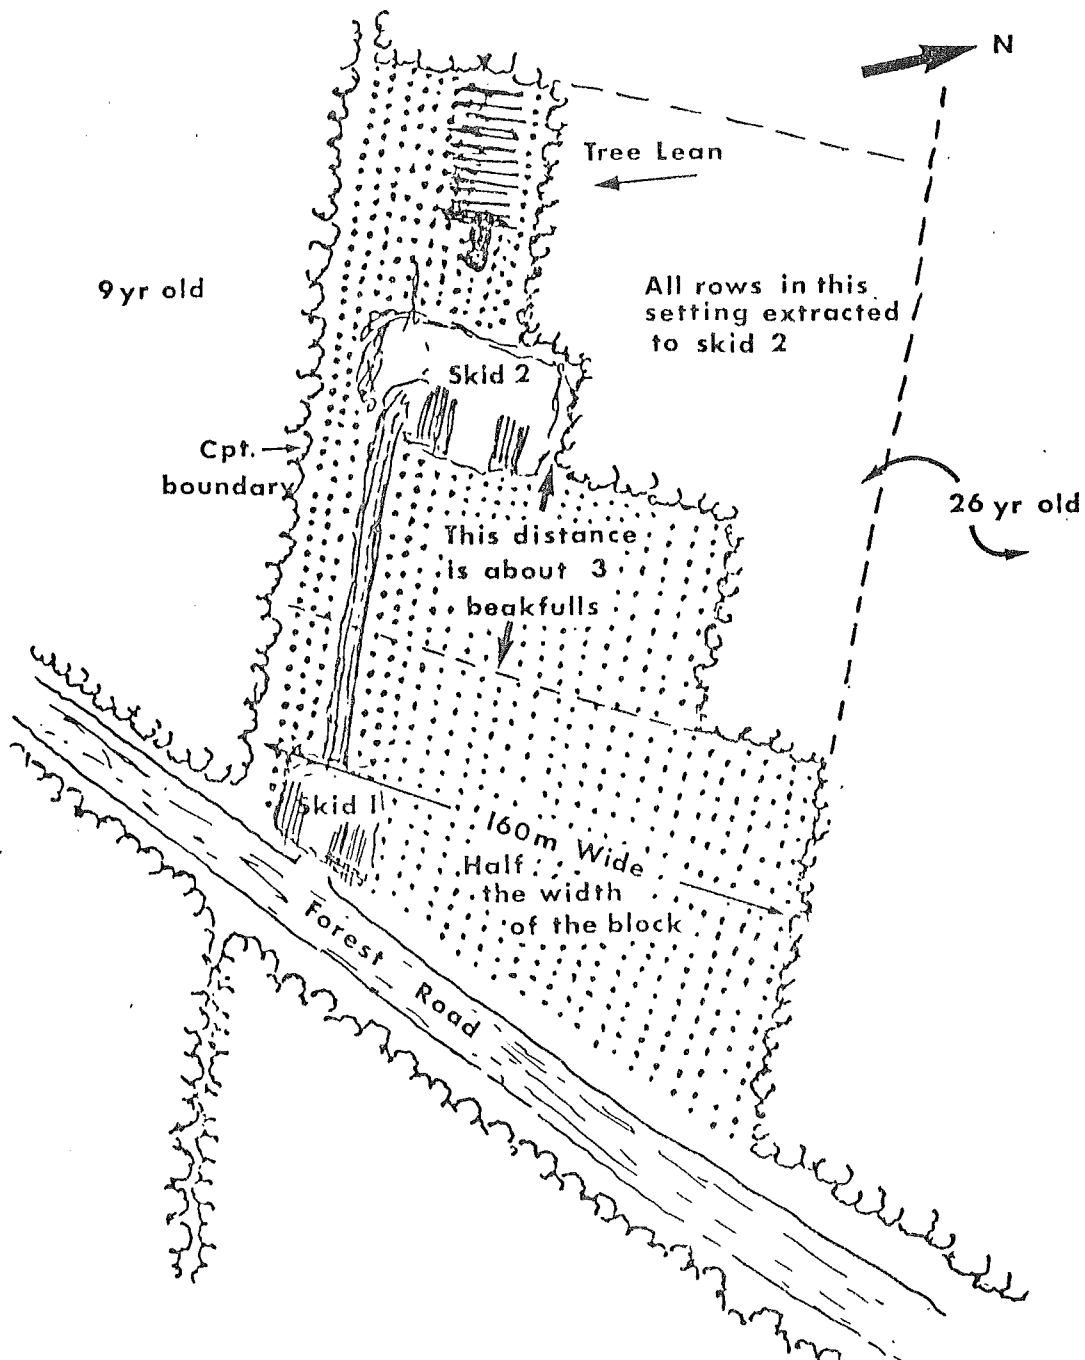 N
Tree Lean
9 yr old
All rows in this
setting extracted
to skid 2
Skid 2
Cpt.
boundary
26 yr old
This distance
is about 3
beakfulls
Skid 1
160m Wide
Half
the width
of the block
Forest Road